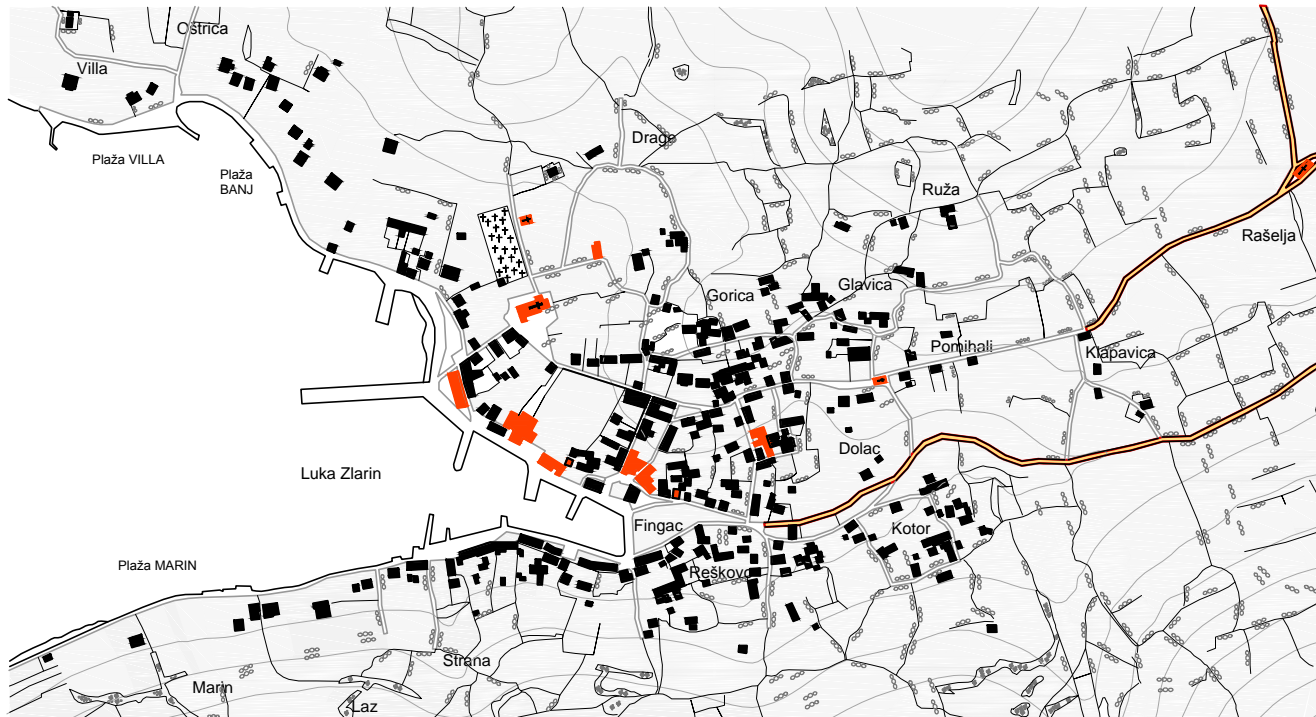 Oštrica
Villa
Plaža VILLA
Plaža
BANJ
Drage
Ruža
Rašelja
Gorica
Glavica
Pomihali
Klapavica
Luka Zlarin
Dolac
Fingac
Kotor
Plaža MARIN
Reškovo
Strana
Marin
Laz